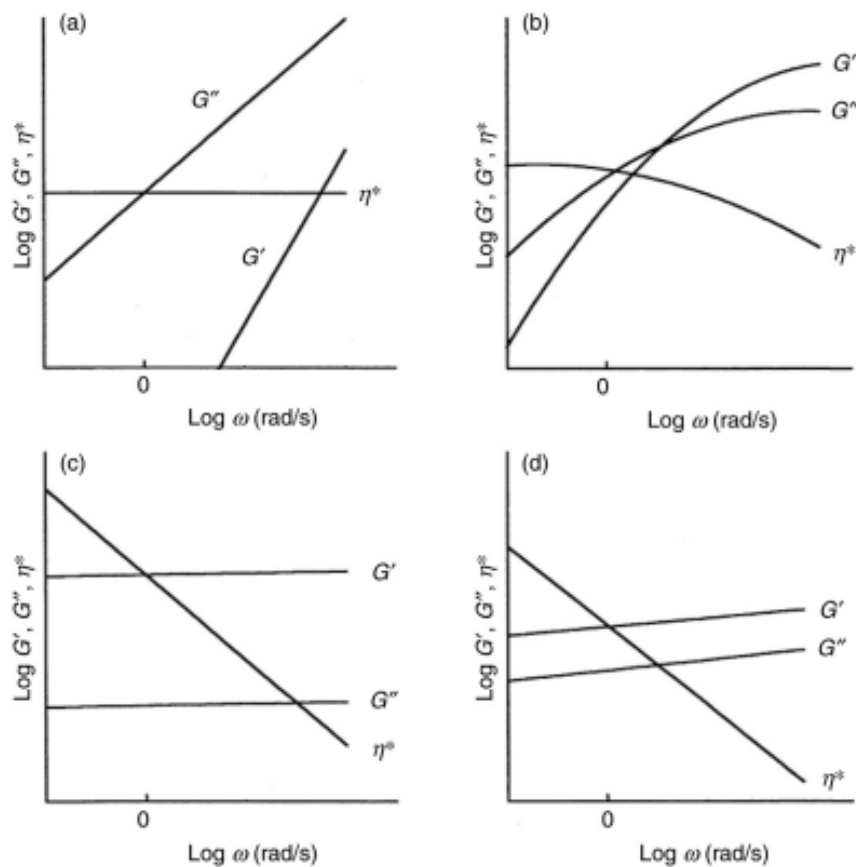 (a)
G″
η*
G′
Log G′, G″, η*
0
Log ω (rad/s)
(b)
G′
G″
η*
Log G′, G″, η*
0
Log ω (rad/s)
(c)
G′
G″
η*
Log G′, G″, η*
0
Log ω (rad/s)
(d)
G′
G″
η*
Log G′, G″, η*
0
Log ω (rad/s)